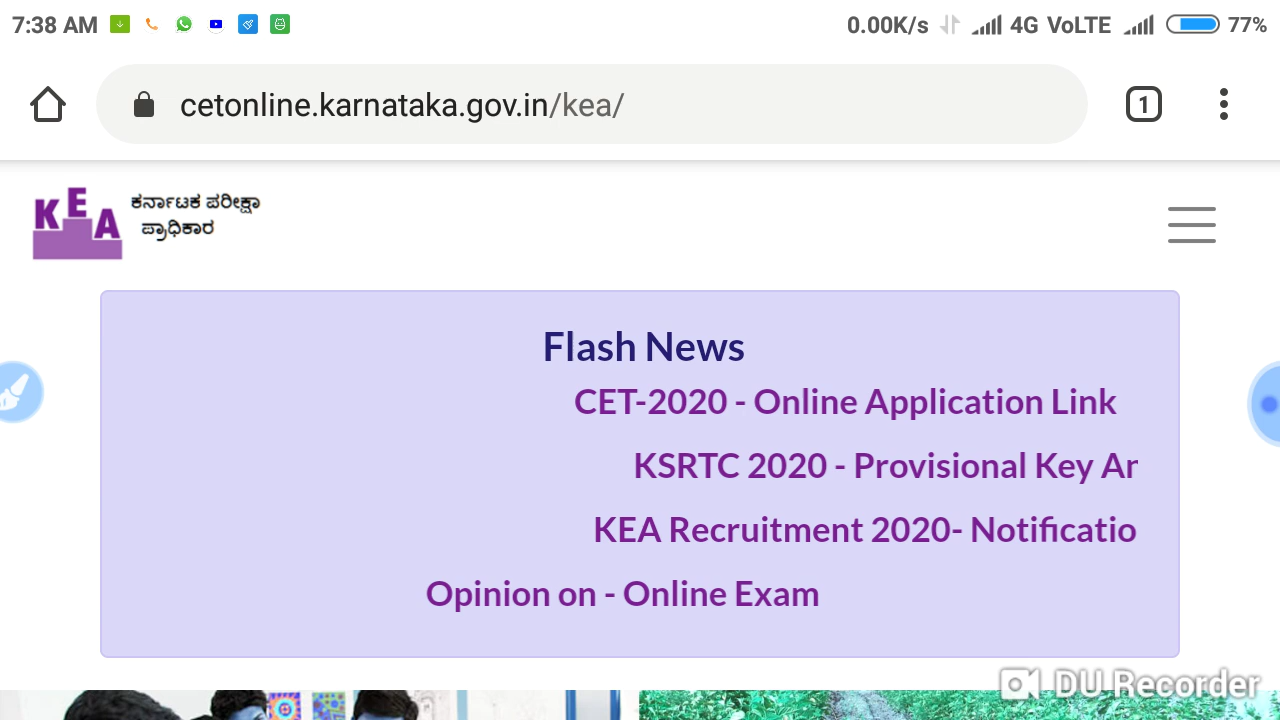 7:38 AM 0.00K/s 4G VoLTE 77%
cetonline.karnataka.gov.in/kea/ 1
KEA ಕರ್ನಾಟಕ ಪರೀಕ್ಷಾ
ಪ್ರಾಧಿಕಾರ
Flash News
CET-2020 - Online Application Link
KSRTC 2020 - Provisional Key
KEA Recruitment 2020- Notificatio
Opinion on - Online Exam
DU Recorder